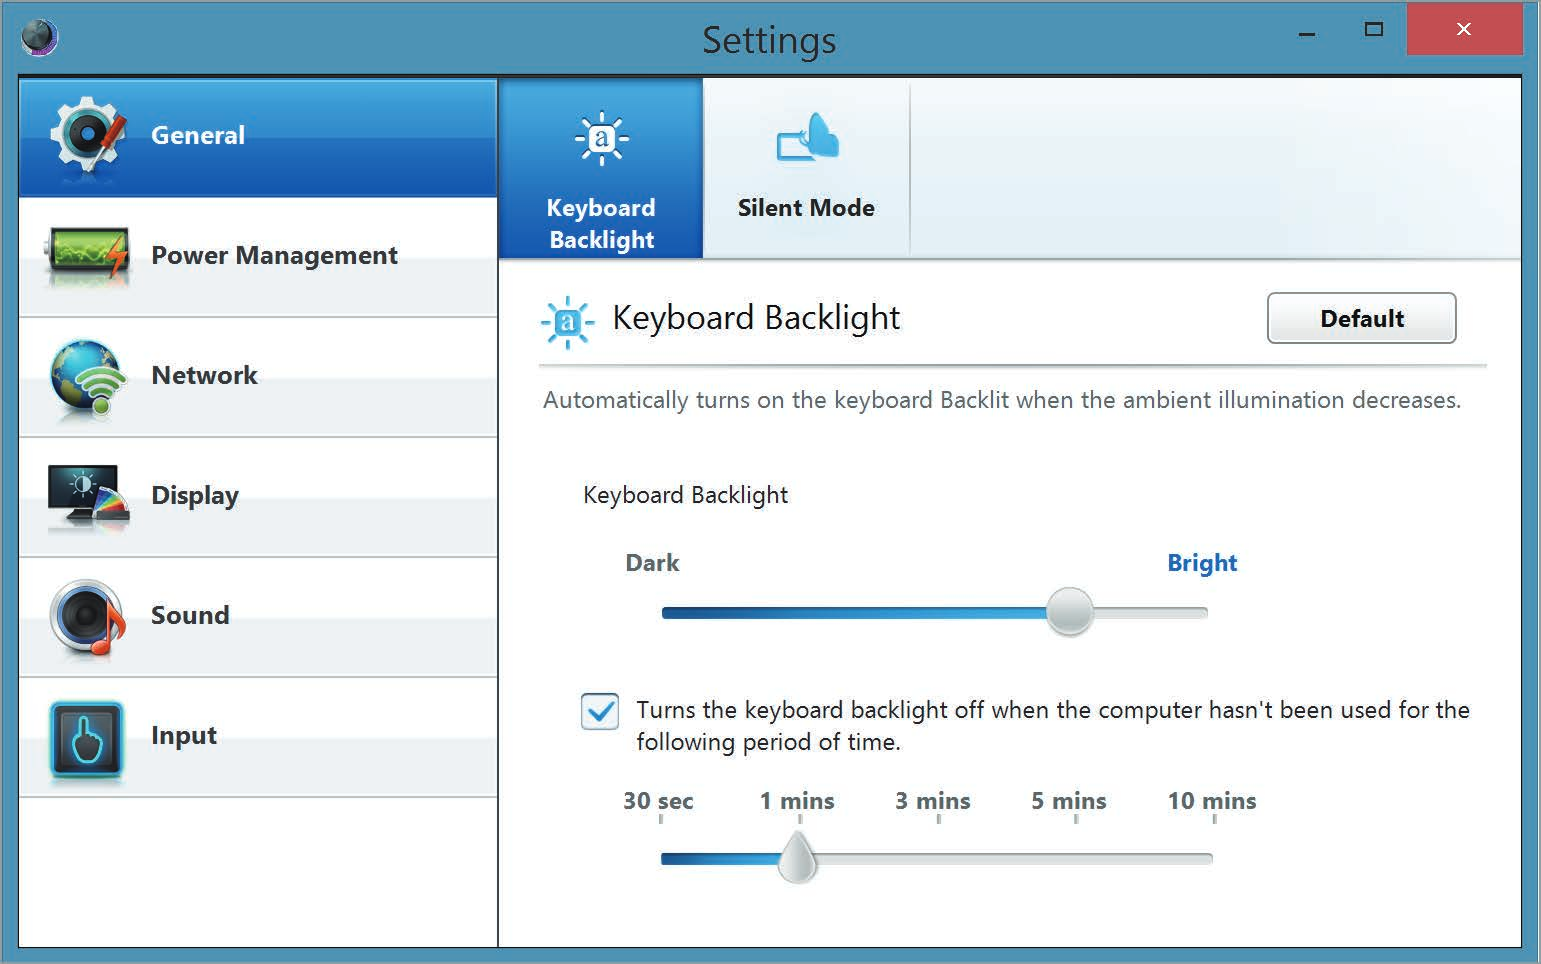 Settings
General
Power Management
Network
Display
Sound
Input
a
Keyboard
Backlight
Silent Mode
a
Keyboard Backlight
Default
Automatically turns on the keyboard Backlit when the ambient illumination decreases.
Keyboard Backlight
Dark Bright
Turns the keyboard backlight off when the computer hasn't been used for the
following period of time.
30 sec 1 mins 3 mins 5 mins 10 mins